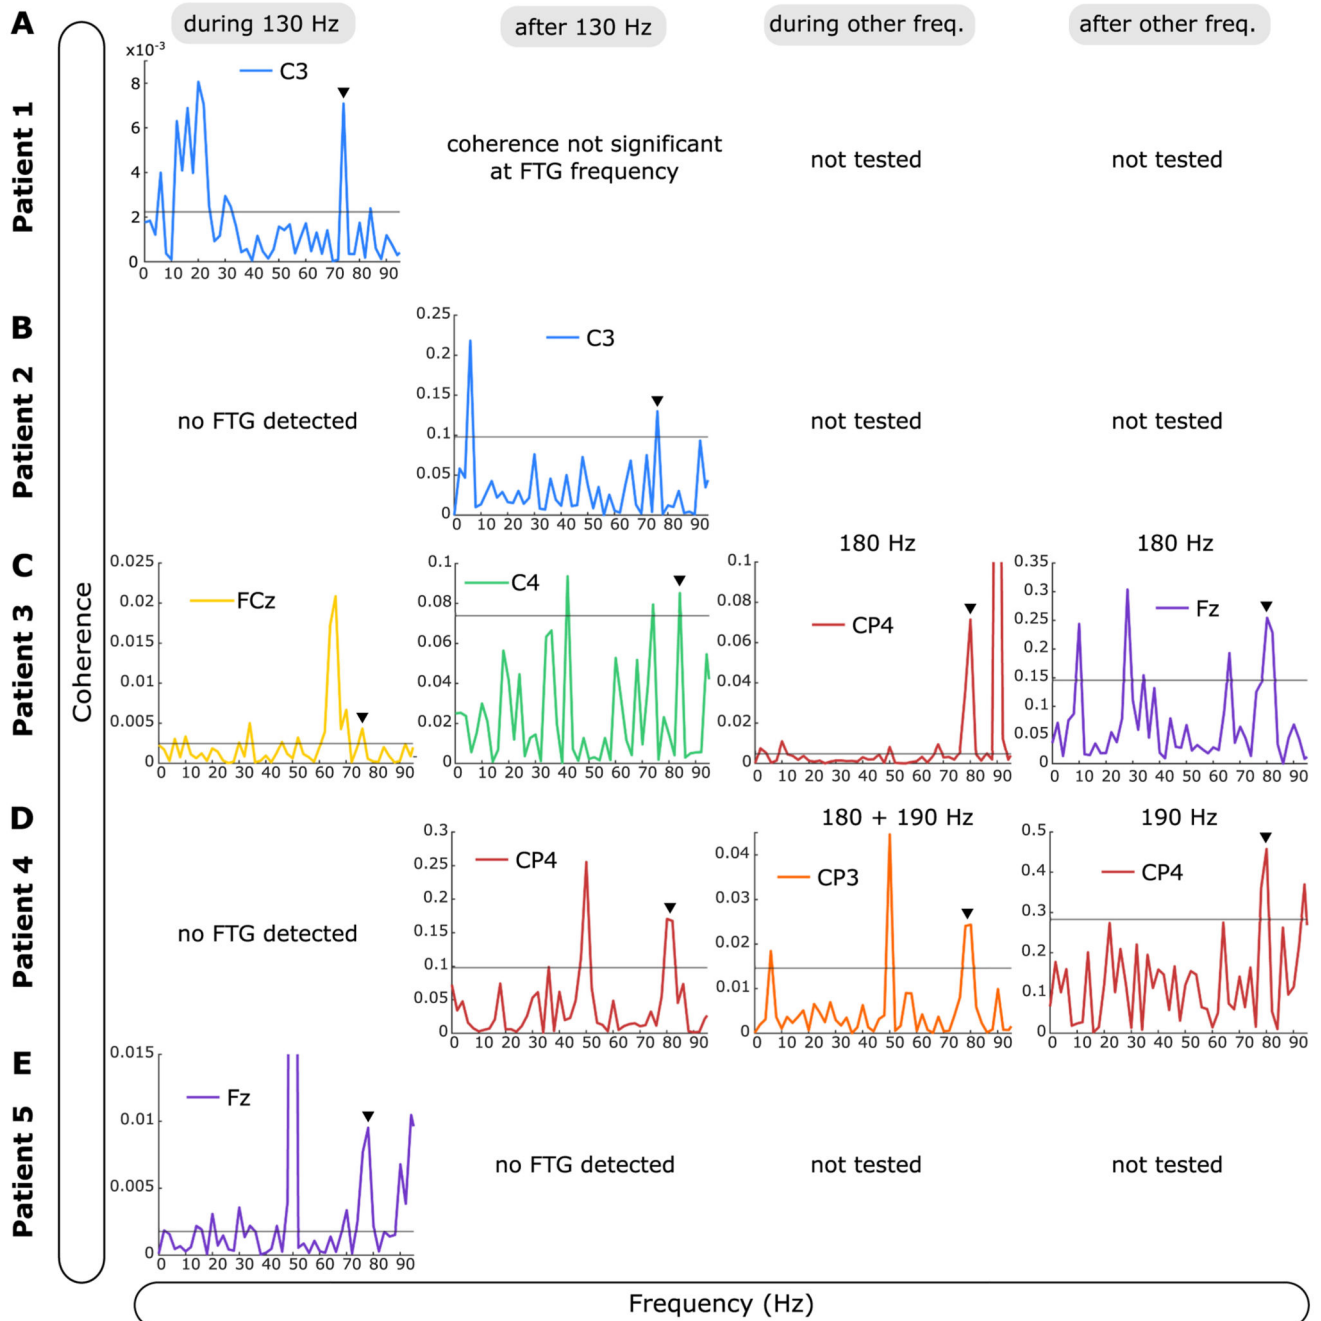 A
during 130 Hz
after 130 Hz
during other freq.
after other freq.
Coherence
Patient 1
x10-3
C3
8
6
4
2
0
0 10 20 30 40 50 60 70 80 90
coherence not significant
at FTG frequency
not tested
not tested
B
Patient 2
no FTG detected
0.25
C3
0.2
0.15
0.1
0.05
0
0 10 20 30 40 50 60 70 80 90
not tested
not tested
C
Patient 3
0.025
FCz
0.02
0.015
0.01
0.005
0
0 10 20 30 40 50 60 70 80 90
0.1
C4
0.08
0.06
0.04
0.02
0
0 10 20 30 40 50 60 70 80 90
180 Hz
0.1
0.08
CP4
0.06
0.04
0.02
0
0 10 20 30 40 50 60 70 80 90
180 Hz
0.35
0.3
Fz
0.25
0.2
0.15
0.1
0.05
0
0 10 20 30 40 50 60 70 80 90
D
Patient 4
no FTG detected
0.3
CP4
0.25
0.2
0.15
0.1
0.05
0
0 10 20 30 40 50 60 70 80 90
180 + 190 Hz
0.04
CP3
0.03
0.02
0.01
0
0 10 20 30 40 50 60 70 80 90
190 Hz
0.5
CP4
0.4
0.3
0.2
0.1
0
0 10 20 30 40 50 60 70 80 90
E
Patient 5
0.015
Fz
0.01
0.005
0
0 10 20 30 40 50 60 70 80 90
no FTG detected
not tested
not tested
Frequency (Hz)